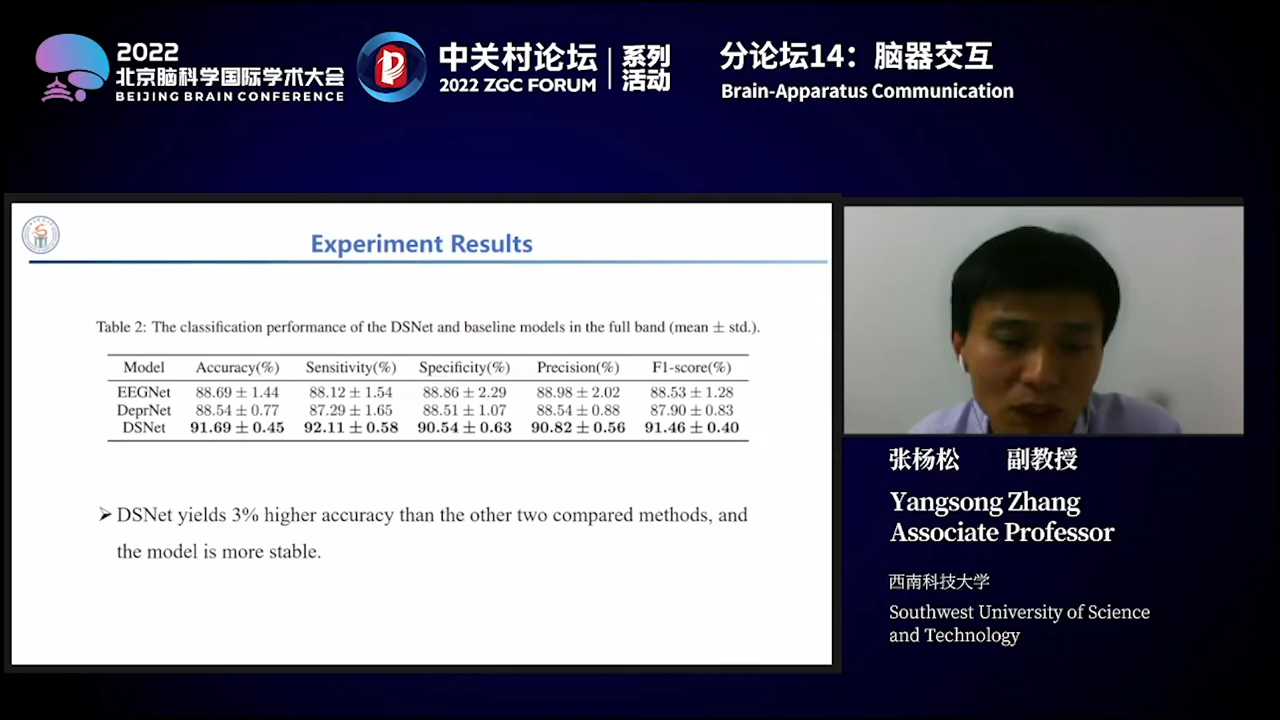 2022
北京脑科学国际学术大会
BEIJING BRAIN CONFERENCE
中关村论坛
2022 ZGC FORUM
系列
活动
分论坛14：脑器交互
Brain-Apparatus Communication
Experiment Results
Table 2: The classification performance of the DSNet and baseline models in the full band (mean ± std.).
Model Accuracy(%) Sensitivity(%) Specificity(%) Precision(%) F1-score(%)
EEGNet 88.69 ± 1.44 88.12 ± 1.54 88.86 ± 2.29 88.98 ± 2.02 88.53 ± 1.28
DeprNet 88.54 ± 0.77 87.29 ± 1.65 88.51 ± 1.07 88.54 ± 0.88 87.90 ± 0.83
DSNet 91.69 ± 0.45 92.11 ± 0.58 90.54 ± 0.63 90.82 ± 0.56 91.46 ± 0.40
➢ DSNet yields 3% higher accuracy than the other two compared methods, and
the model is more stable.
张杨松 副教授
Yangsong Zhang
Associate Professor
西南科技大学
Southwest University of Science
and Technology